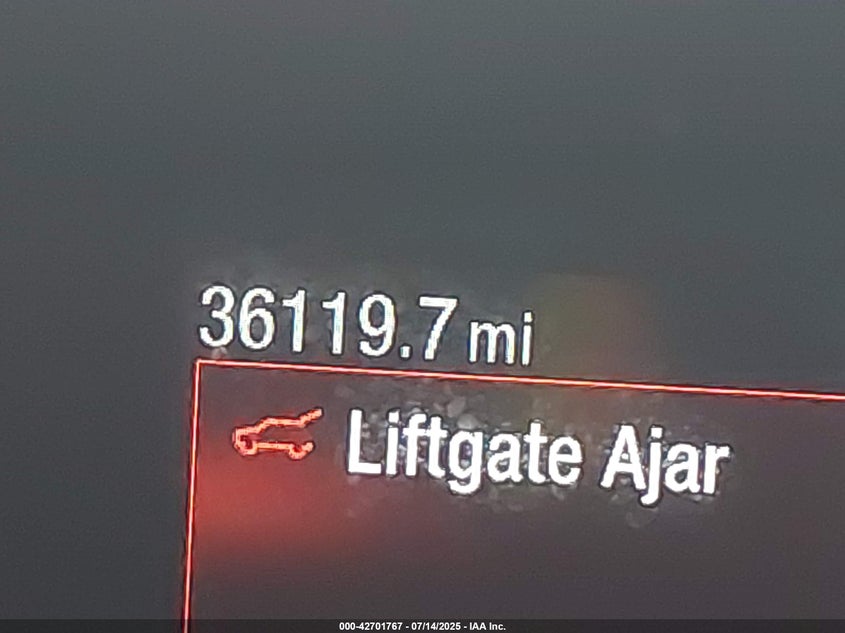 36119.7 mi
Liftgate Ajar
000-42701767 - 07/14/2025 - IAA Inc.